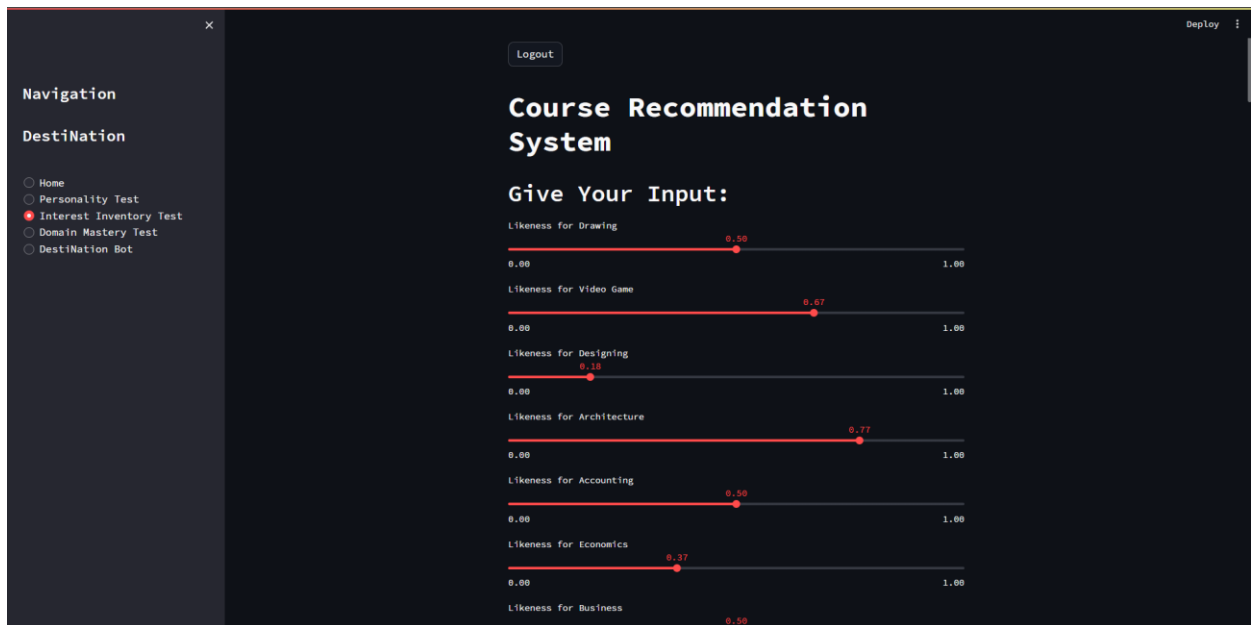 Deploy
Navigation
DestiNation
Home
Personality Test
Interest Inventory Test
Domain Mastery Test
DestiNation Bot
Logout
Course Recommendation
System
Give Your Input:
Likeness for Drawing
0.50
0.00 1.00
Likeness for Video Game
0.67
0.00 1.00
Likeness for Designing
0.18
0.00 1.00
Likeness for Architecture
0.77
0.00 1.00
Likeness for Accounting
0.50
0.00 1.00
Likeness for Economics
0.37
0.00 1.00
Likeness for Business
0.50